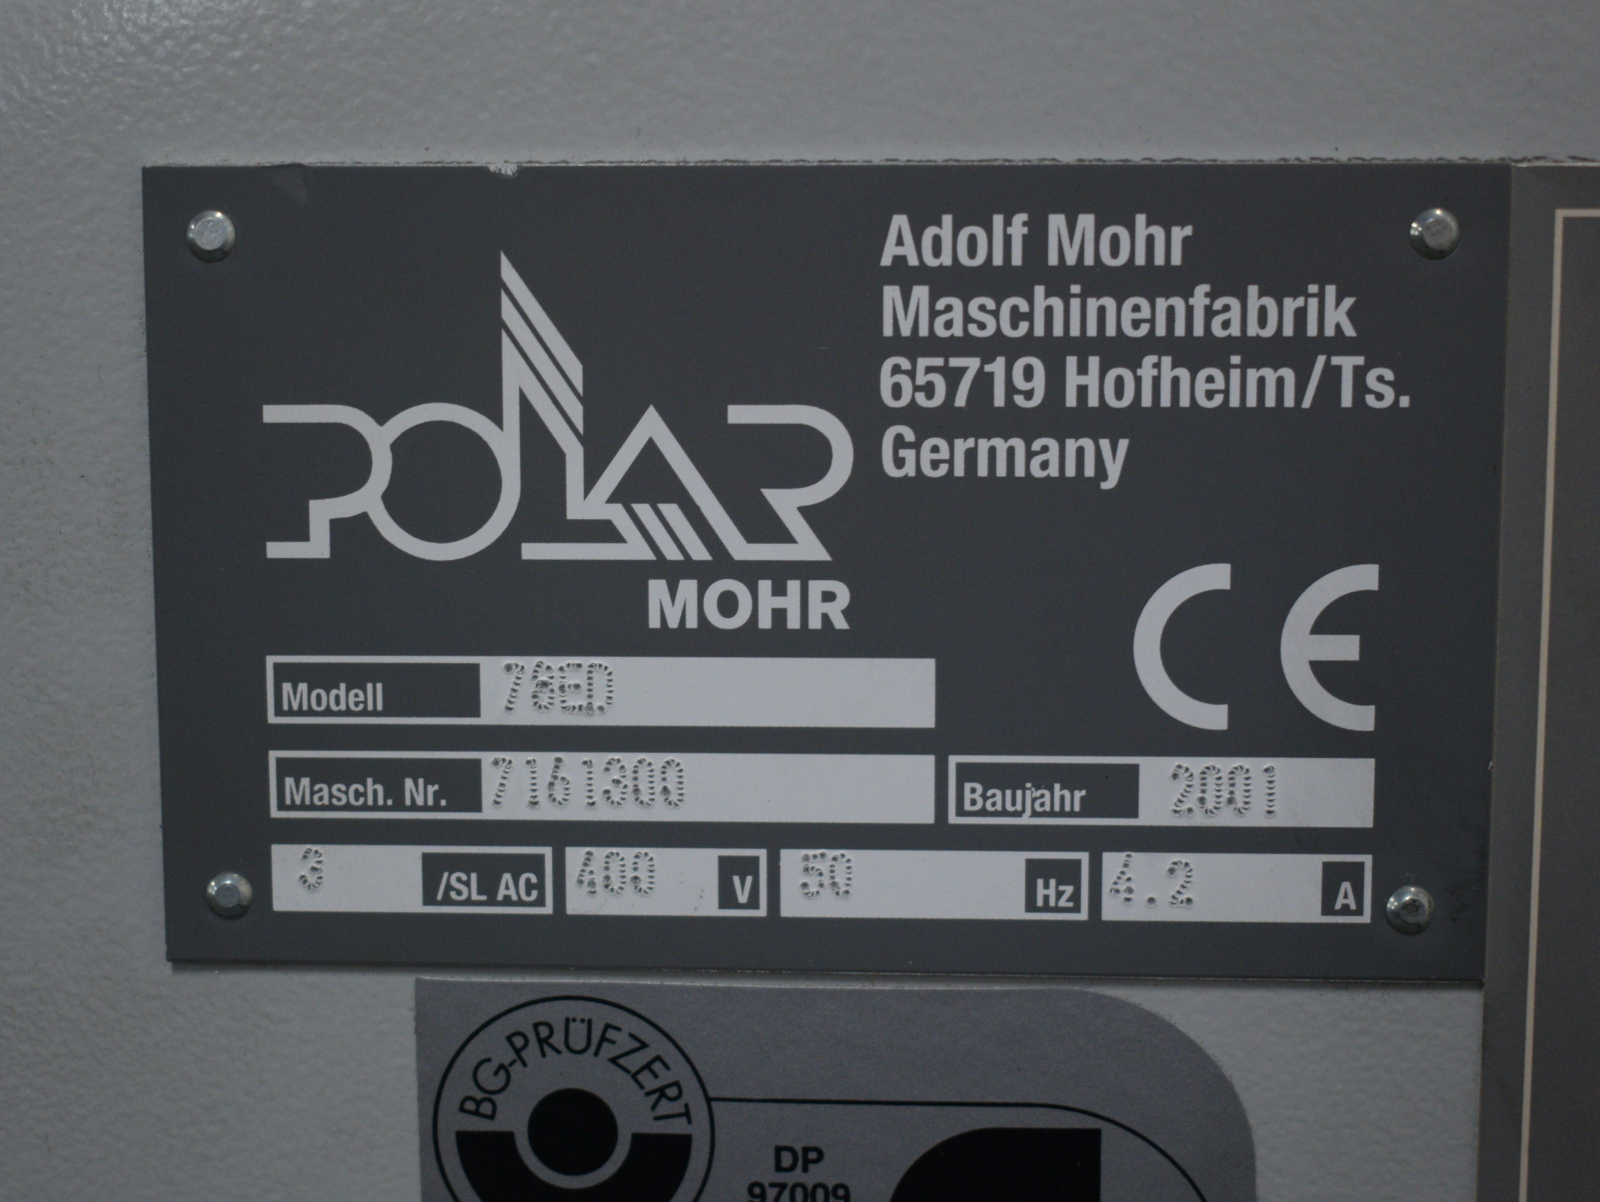 POLAR
MOHR
Adolf Mohr
Maschinenfabrik
65719 Hofheim/Ts.
Germany
CE
Modell 78ED
Masch. Nr. 7161300 Baujahr 2001
3 /SL AC 400 V 50 Hz 4.2 A
BG-PRÜFZERT
DP
97009